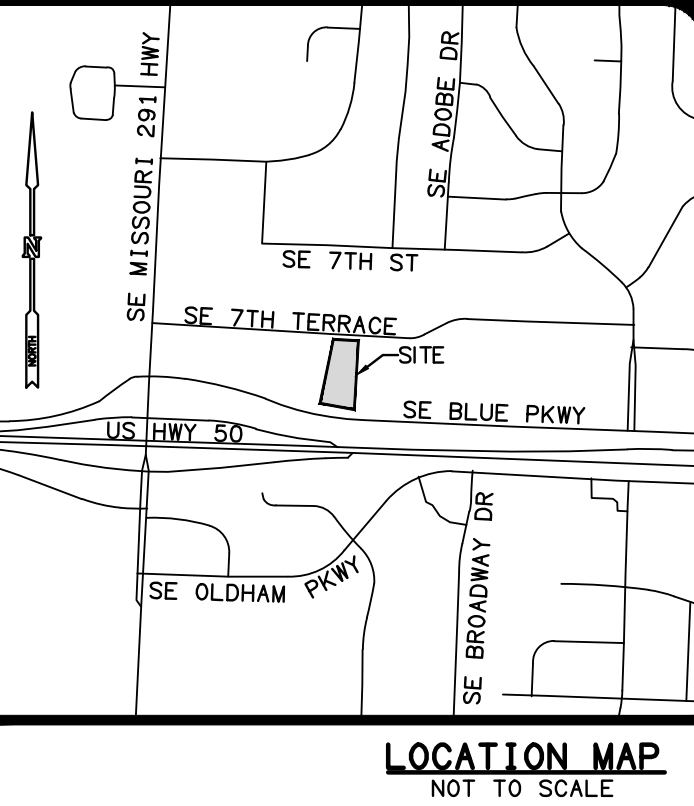 SE MISSOURI 291 HWY
SE ADOBE DR
N
NORTH
SE 7TH ST
SE 7TH TERRACE
SITE
SE BLUE PKWY
US HWY 50
SE OLDHAM PKWY
SE BROADWAY DR
LOCATION MAP
NOT TO SCALE